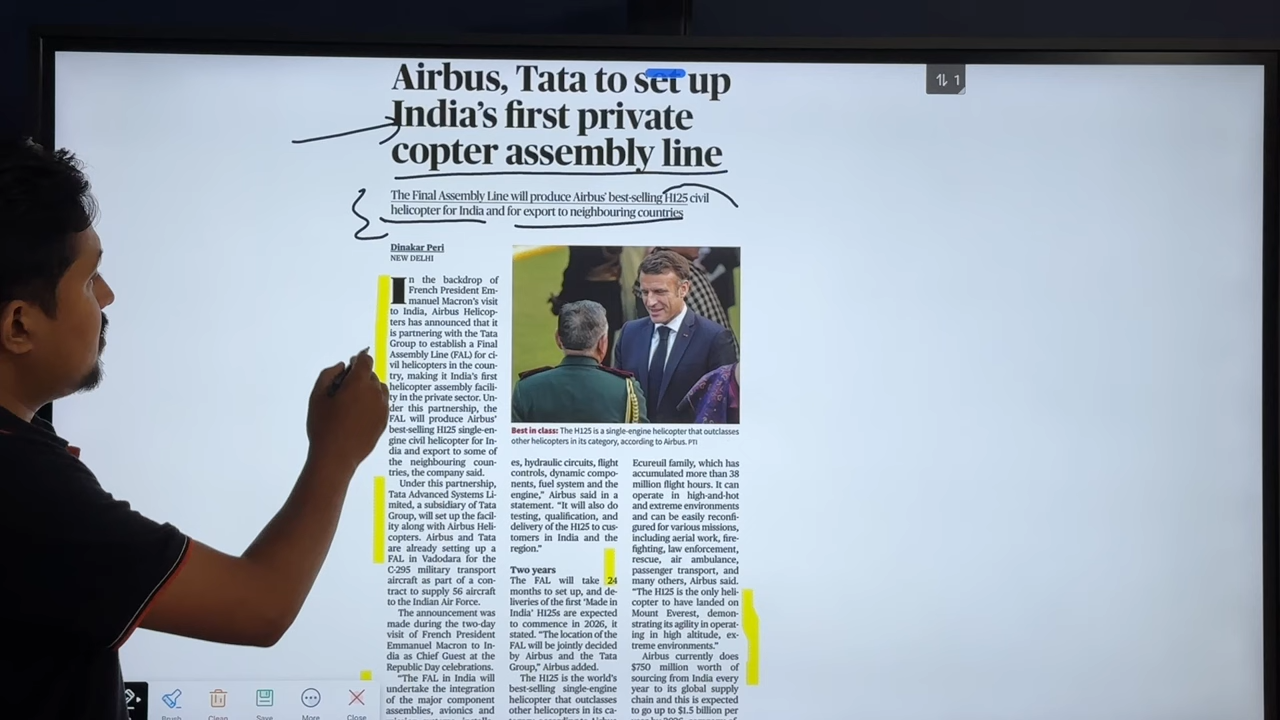 Airbus, Tata to set up
India's first private
copter assembly line
The Final Assembly Line will produce Airbus' best-selling H125 civil
helicopter for India and for export to neighbouring countries
Dinakar Peri
NEW DELHI
In the backdrop of
French President Em-
manuel Macron's visit
to India, Airbus Helicop-
ters has announced that it
is partnering with the Tata
Group to establish a Final
Assembly Line (FAL) for ci-
vil helicopters in the coun-
try, making it India's first
helicopter assembly facili-
ty in the private sector. Un-
der this partnership, the
FAL will produce Airbus'
best-selling H125 single-en-
gine civil helicopter for In-
dia and export to some of
the neighbouring coun-
tries, the company said.
Under this partnership,
Tata Advanced Systems Li-
mited, a subsidiary of Tata
Group, will set up the facil-
ity along with Airbus Heli-
copters. Airbus and Tata
are already setting up a
FAL in Vadodara for the
C-295 military transport
aircraft as part of a con-
tract to supply 56 aircraft
to the Indian Air Force.
The announcement was
made during the two-day
visit of French President
Emmanuel Macron to In-
dia as Chief Guest at the
Republic Day celebrations.
"The FAL in India will
undertake the integration
of the major component
assemblies, avionics and
Best in class: The H125 is a single-engine helicopter that outclasses
other helicopters in its category, according to Airbus. PTI
es, hydraulic circuits, flight
controls, dynamic compo-
nents, fuel system and the
engine," Airbus said in a
statement. "It will also do
testing, qualification, and
delivery of the H125 to cus-
tomers in India and the
region."
Two years
The FAL will take 24
months to set up, and de-
liveries of the first 'Made in
India' H125s are expected
to commence in 2026, it
stated. "The location of the
FAL will be jointly decided
by Airbus and the Tata
Group," Airbus added.
The H125 is the world's
best-selling single-engine
helicopter that outclasses
other helicopters in its ca-
Ecureuil family, which has
accumulated more than 38
million flight hours. It can
operate in high-and-hot
and extreme environments
and can be easily reconfi-
gured for various missions,
including aerial work, fire-
fighting, law enforcement,
rescue, air ambulance,
passenger transport, and
many others, Airbus said.
"The H125 is the only heli-
copter to have landed on
Mount Everest, demon-
strating its agility in operat-
ing in high altitude, ex-
treme environments."
Airbus currently does
$750 million worth of
sourcing from India every
year to its global supply
chain and this is expected
to go up to $1.5 billion per
1
Brush Clean Save More Close